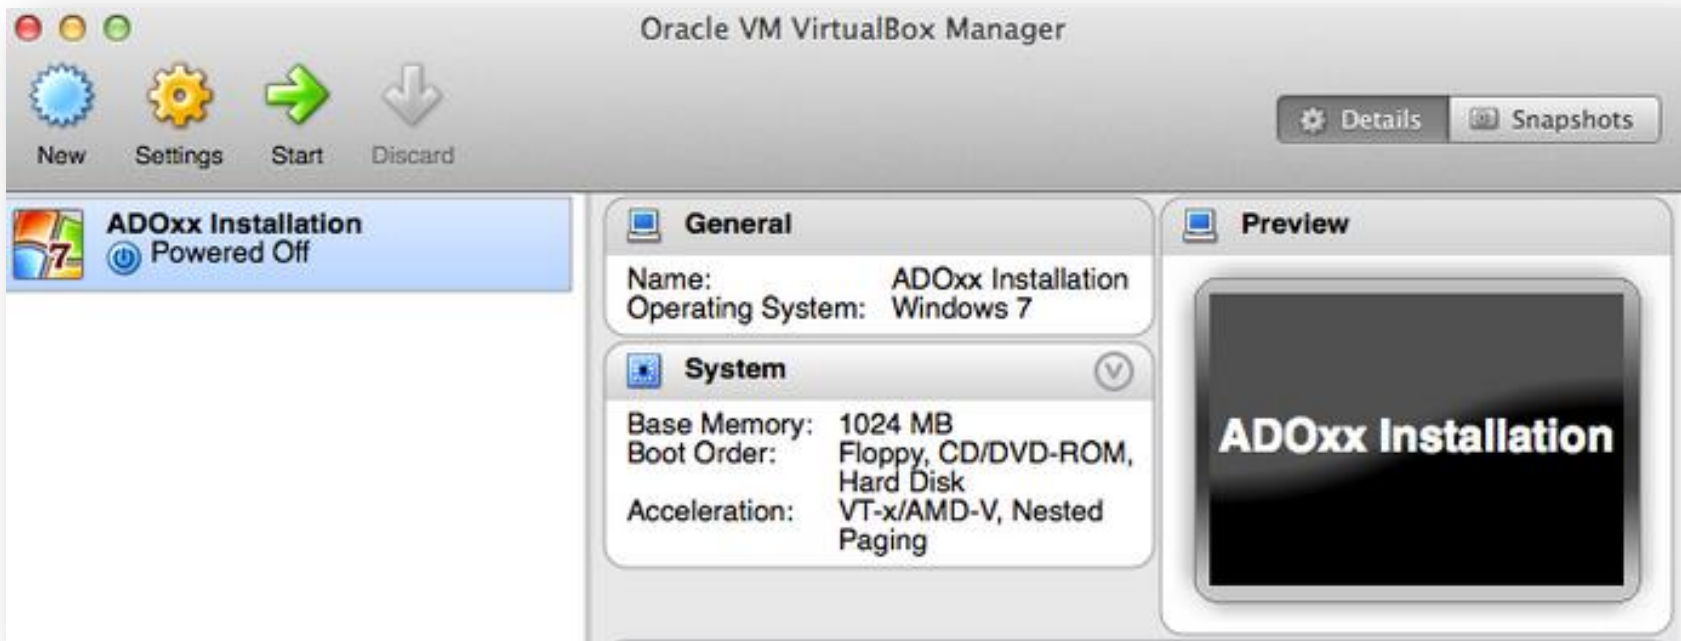 Oracle VM VirtualBox Manager
New Settings Start Discard
Details Snapshots
ADOxx Installation
Powered Off
7
General
Name: ADOxx Installation
Operating System: Windows 7
System
Base Memory: 1024 MB
Boot Order: Floppy, CD/DVD-ROM,
Hard Disk
Acceleration: VT-x/AMD-V, Nested
Paging
Preview
ADOxx Installation